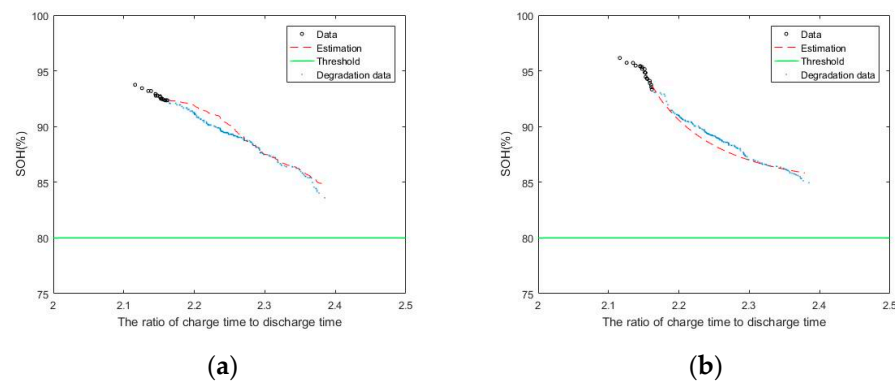 100
95
90
85
80
75
SOH(%)
2
2.1
2.2
2.3
2.4
2.5
The ratio of charge time to discharge time
Data
Estimation
Threshold
Degradation data
(a)
100
95
90
85
80
75
SOH(%)
2
2.1
2.2
2.3
2.4
2.5
The ratio of charge time to discharge time
Data
Estimation
Threshold
Degradation data
(b)